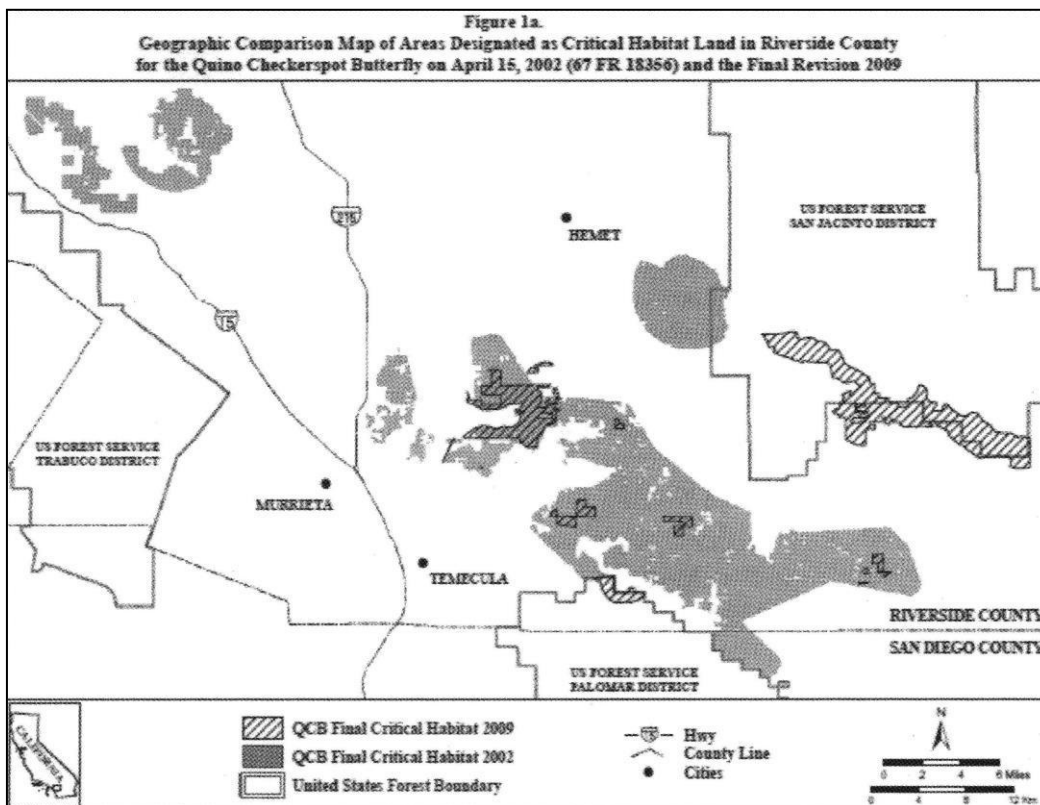 Figure 1a.
Geographic Comparison Map of Areas Designated as Critical Habitat Land in Riverside County
for the Quino Checkerspot Butterfly on April 15, 2002 (67 FR 18356) and the Final Revision 2009
215
HEMET
US FOREST SERVICE
SAN JACINTO DISTRICT
15
US FOREST SERVICE
TRABUCO DISTRICT
MURRIETA
TEMECULA
RIVERSIDE COUNTY
SAN DIEGO COUNTY
US FOREST SERVICE
PALOMAR DISTRICT
CALIFORNIA
QCB Final Critical Habitat 2009
QCB Final Critical Habitat 2002
United States Forest Boundary
Hwy
County Line
Cities
N
0 2 4 6 Miles
0 4 8 12 Km